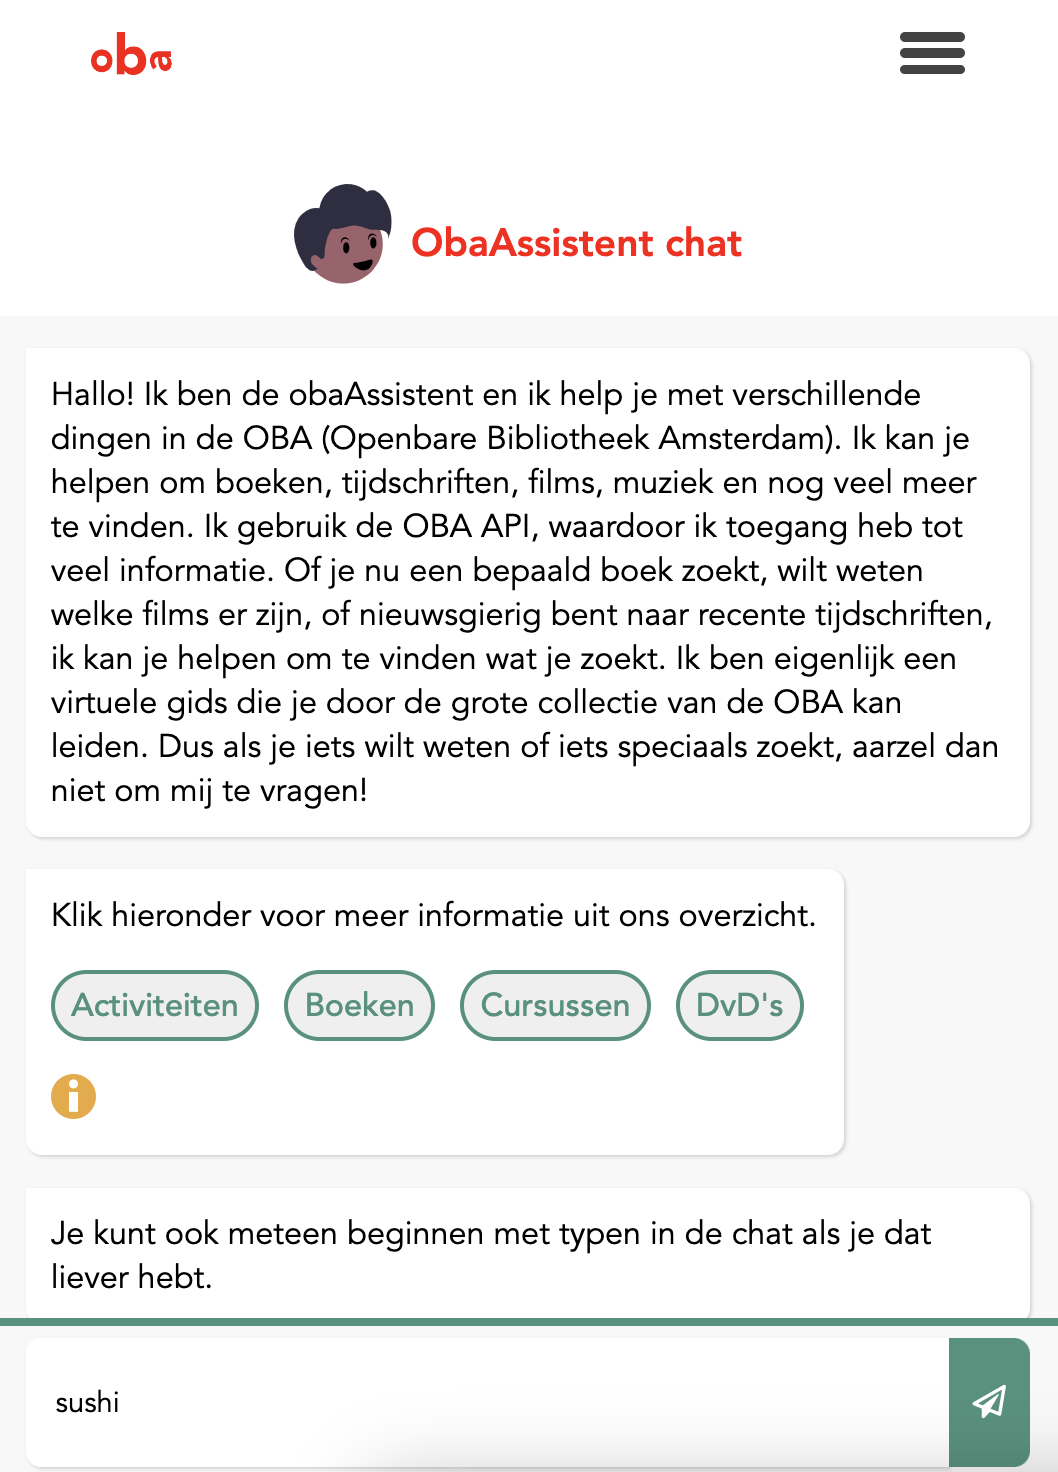 oba
ObaAssistent chat
Hallo! Ik ben de obaAssistent en ik help je met verschillende
dingen in de OBA (Openbare Bibliotheek Amsterdam). Ik kan je
helpen om boeken, tijdschriften, films, muziek en nog veel meer
te vinden. Ik gebruik de OBA API, waardoor ik toegang heb tot
veel informatie. Of je nu een bepaald boek zoekt, wilt weten
welke films er zijn, of nieuwsgierig bent naar recente tijdschriften,
ik kan je helpen om te vinden wat je zoekt. Ik ben eigenlijk een
virtuele gids die je door de grote collectie van de OBA kan
leiden. Dus als je iets wilt weten of iets speciaals zoekt, aarzel dan
niet om mij te vragen!
Klik hieronder voor meer informatie uit ons overzicht.
Activiteiten Boeken Cursussen DvD's
i
Je kunt ook meteen beginnen met typen in de chat als je dat
liever hebt.
sushi